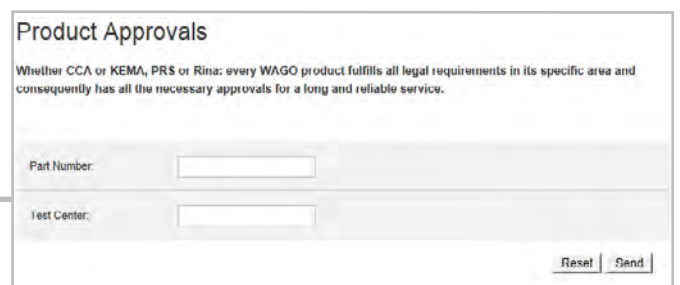 Product Approvals
Whether CCA or KEMA, PRS or Rina: every WAGO product fulfills all legal requirements in its specific area and
consequently has all the necessary approvals for a long and reliable service.
Part Number:
Test Center:
Reset Send